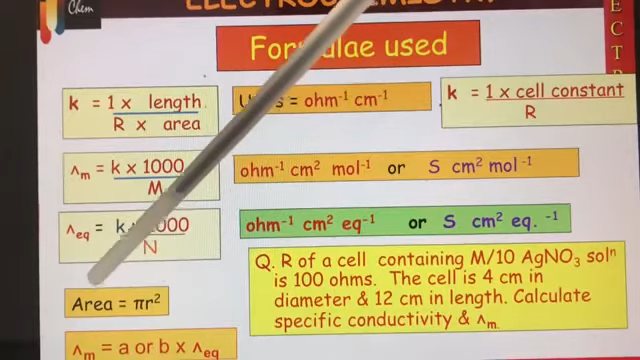 Chem
Formulae used
k = 1 x length
R x area
= ohm⁻¹ cm⁻¹
k = 1 x cell constant
R
Λm = k x 1000
M
ohm⁻¹ cm² mol⁻¹ or S cm² mol⁻¹
Λeq = k
N
ohm⁻¹ cm² eq⁻¹ or S cm² eq.⁻¹
Area = πr²
Q. R of a cell containing M/10 AgNO₃ solⁿ
is 100 ohms. The cell is 4 cm in
diameter & 12 cm in length. Calculate
specific conductivity & Λm.
Λm = a or b x Λeq
E
C
T